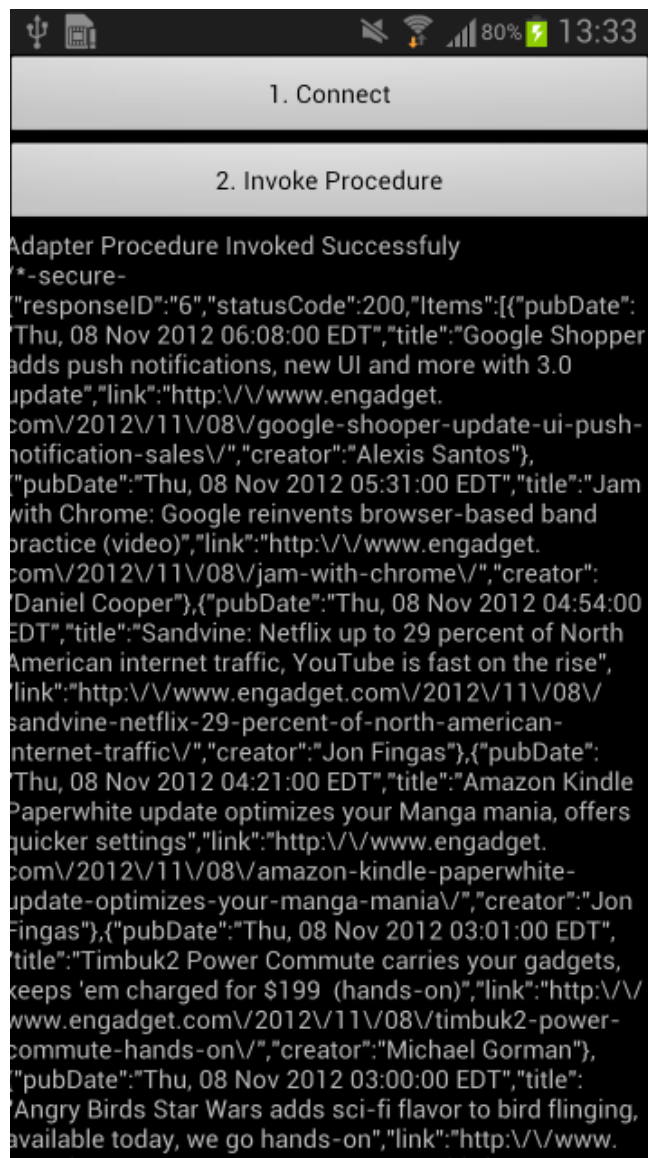 80% 13:33
1. Connect
2. Invoke Procedure
Adapter Procedure Invoked Successfuly
/*-secure-
{"responseID":"6","statusCode":200,"Items":[{"pubDate":
"Thu, 08 Nov 2012 06:08:00 EDT","title":"Google Shopper
adds push notifications, new UI and more with 3.0
update","link":"http:\/\/www.engadget.
com\/2012\/11\/08\/google-shooper-update-ui-push-
notification-sales\/","creator":"Alexis Santos"},
{"pubDate":"Thu, 08 Nov 2012 05:31:00 EDT","title":"Jam
with Chrome: Google reinvents browser-based band
practice (video)","link":"http:\/\/www.engadget.
com\/2012\/11\/08\/jam-with-chrome\/","creator":
"Daniel Cooper"},{"pubDate":"Thu, 08 Nov 2012 04:54:00
EDT","title":"Sandvine: Netflix up to 29 percent of North
American internet traffic, YouTube is fast on the rise",
"link":"http:\/\/www.engadget.com\/2012\/11\/08\/
sandvine-netflix-29-percent-of-north-american-
internet-traffic\/","creator":"Jon Fingas"},{"pubDate":
"Thu, 08 Nov 2012 04:21:00 EDT","title":"Amazon Kindle
Paperwhite update optimizes your Manga mania, offers
quicker settings","link":"http:\/\/www.engadget.
com\/2012\/11\/08\/amazon-kindle-paperwhite-
update-optimizes-your-manga-mania\/","creator":"Jon
Fingas"},{"pubDate":"Thu, 08 Nov 2012 03:01:00 EDT",
"title":"Timbuk2 Power Commute carries your gadgets,
keeps 'em charged for $199  (hands-on)","link":"http:\/\/
www.engadget.com\/2012\/11\/08\/timbuk2-power-
commute-hands-on\/","creator":"Michael Gorman"},
{"pubDate":"Thu, 08 Nov 2012 03:00:00 EDT","title":
"Angry Birds Star Wars adds sci-fi flavor to bird flinging,
available today, we go hands-on","link":"http:\/\/www.